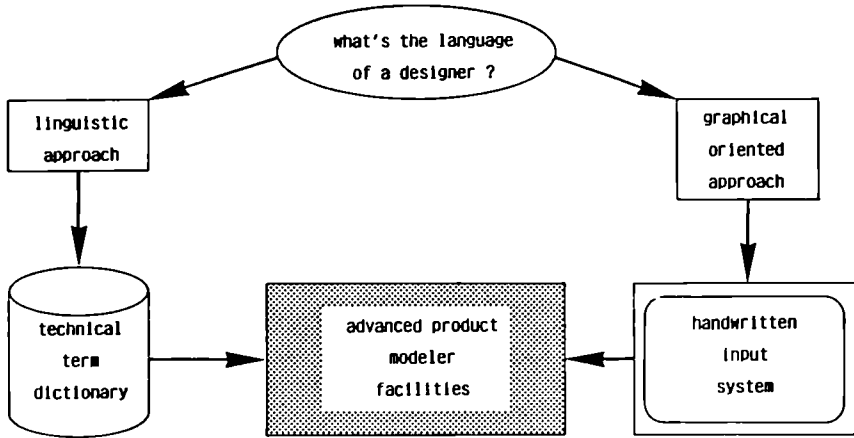 what's the language
of a designer ?
linguistic
approach
graphical
oriented
approach
technical
term
dictionary
advanced product
modeler
facilities
handwritten
input
system